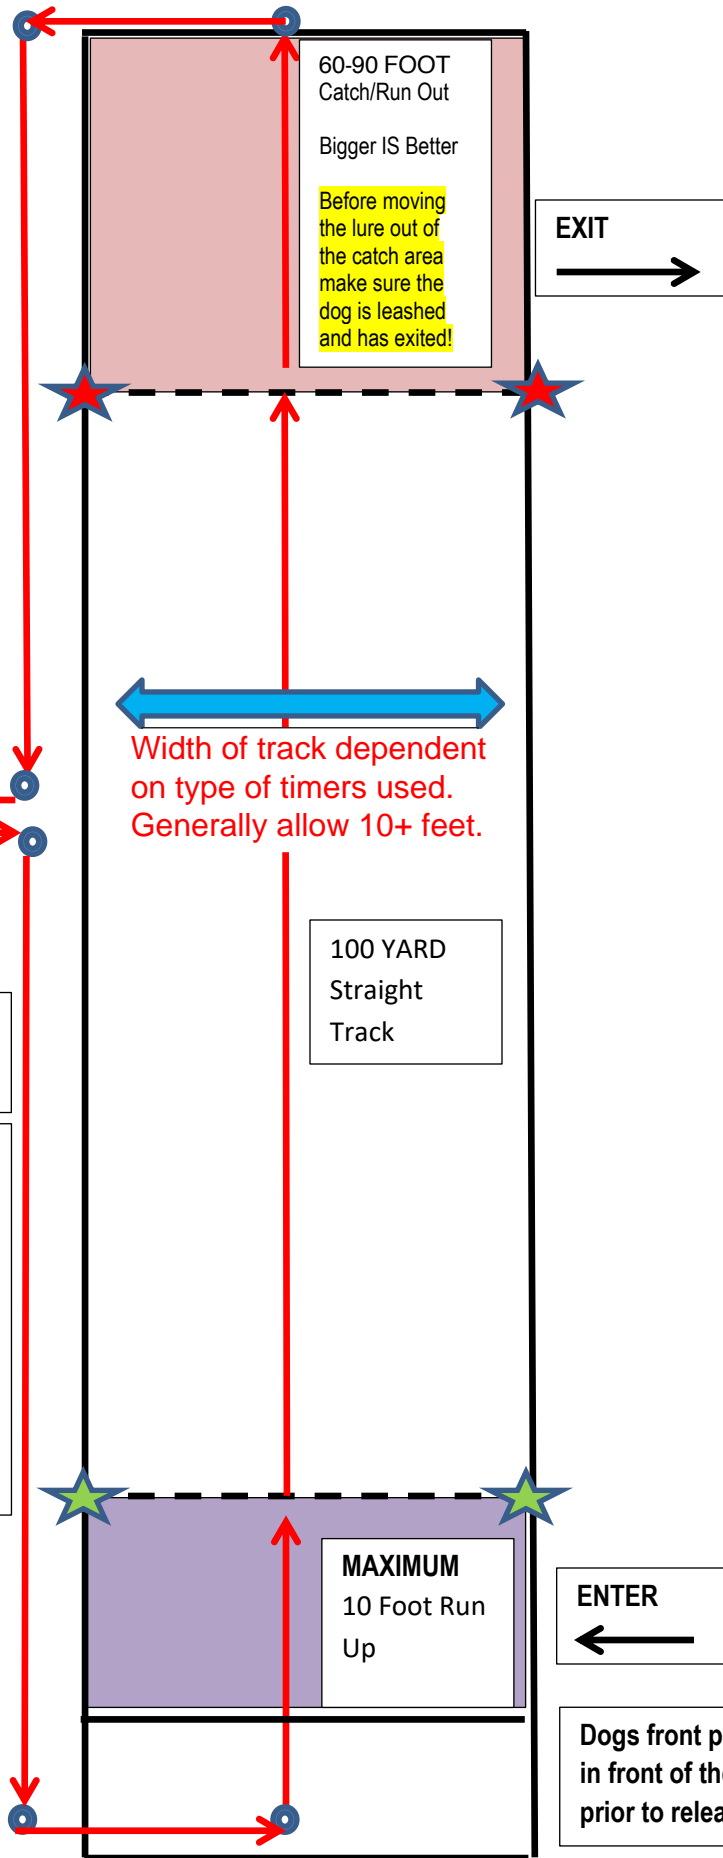 60-90 FOOT
Catch/Run Out
Bigger IS Better
Before moving
the lure out of
the catch area
make sure the
dog is leashed
and has exited!
EXIT
Width of track dependent
on type of timers used.
Generally allow 10+ feet.
100 YARD
Straight
Track
MAXIMUM
10 Foot Run
Up
ENTER
Dogs front
in front of
prior to